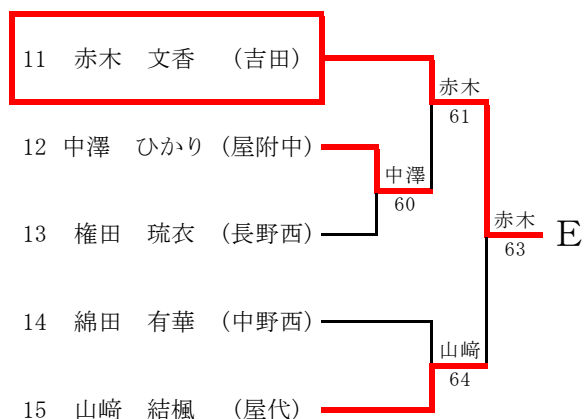 11 赤木 文香 (吉田)
赤木
61
12 中澤 ひかり (屋附中)
中澤
60
赤木
63
E
13 権田 琉衣 (長野西)
14 綿田 有華 (中野西)
山﨑
64
15 山﨑 結楓 (屋代)